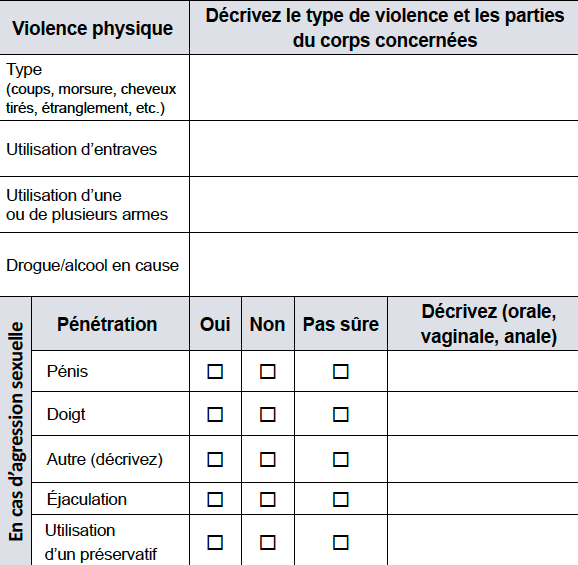 Violence physique
Décrivez le type de violence et les parties
du corps concernées
Type
(coups, morsure, cheveux
tirés, étranglement, etc.)
Utilisation d’entraves
Utilisation d’une
ou de plusieurs armes
Drogue/alcool en cause
En cas d’agression sexuelle
Pénétration
Oui
Non
Pas sûre
Décrivez (orale,
vaginale, anale)
Pénis
Doigt
Autre (décrivez)
Éjaculation
Utilisation
d’un préservatif